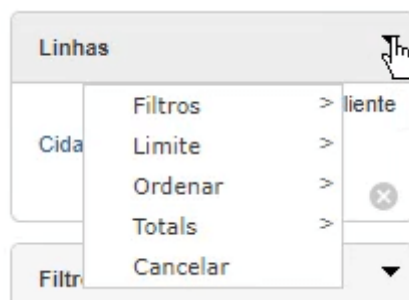 Linhas
Filtros > liente
Cida Limite >
Ordenar >
Totals >
Cancelar
Filtr